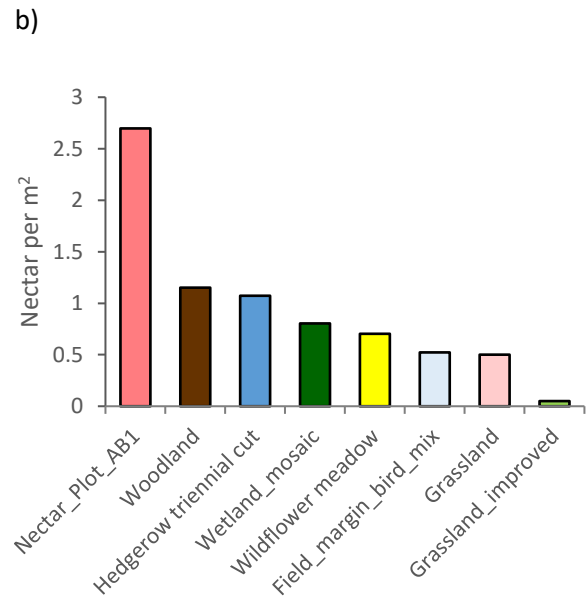 b)
3
2.5
2
1.5
1
0.5
0
Nectar per m²
Nectar_Plot_AB1
Woodland
Hedgerow triennial cut
Wetland_mosaic
Wildflower meadow
Field_margin_bird_mix
Grassland
Grassland_improved